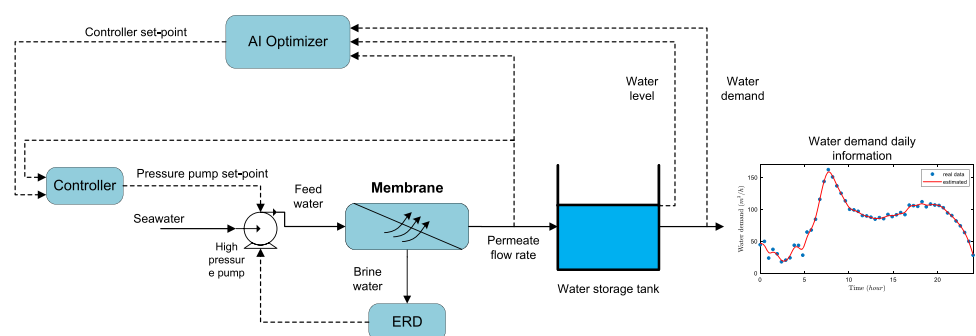 Controller set-point
AI Optimizer
Water
level
Water
demand
Water demand daily
information
Controller
Pressure pump set-point
Seawater
High
pressur
e pump
Feed
water
Membrane
Brine
water
ERD
Permeate
flow rate
Water storage tank
real data
estimated
Water demand (m³/h)
150
100
50
0
0
5
10
15
20
Time (hour)